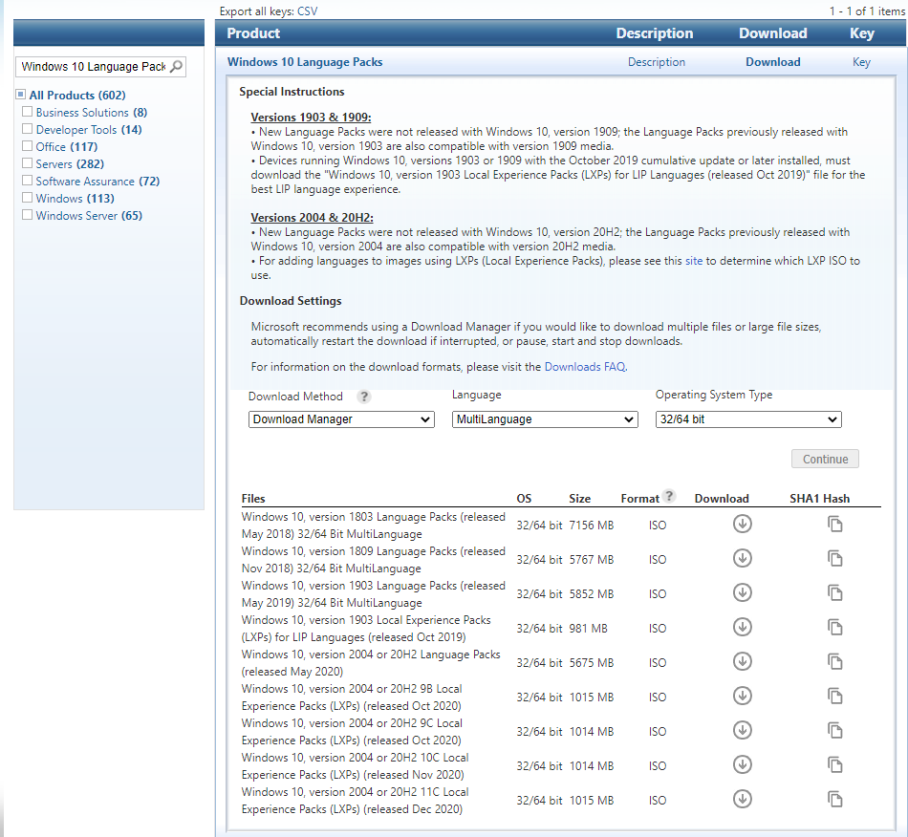 Export all keys: CSV
1 - 1 of 1 items
Product Description Download Key
Windows 10 Language Pack
All Products (602)
Business Solutions (8)
Developer Tools (14)
Office (117)
Servers (282)
Software Assurance (72)
Windows (113)
Windows Server (65)
Windows 10 Language Packs Description Download Key
Special Instructions
Versions 1903 & 1909:
• New Language Packs were not released with Windows 10, version 1909; the Language Packs previously released with
Windows 10, version 1903 are also compatible with version 1909 media.
• Devices running Windows 10, versions 1903 or 1909 with the October 2019 cumulative update or later installed, must
download the "Windows 10, version 1903 Local Experience Packs (LXPs) for LIP Languages (released Oct 2019)" file for the
best LIP language experience.
Versions 2004 & 20H2:
• New Language Packs were not released with Windows 10, version 20H2; the Language Packs previously released with
Windows 10, version 2004 are also compatible with version 20H2 media.
• For adding languages to images using LXPs (Local Experience Packs), please see this site to determine which LXP ISO to
use.
Download Settings
Microsoft recommends using a Download Manager if you would like to download multiple files or large file sizes,
automatically restart the download if interrupted, or pause, start and stop downloads.
For information on the download formats, please visit the Downloads FAQ.
Download Method ? Language Operating System Type
Download Manager MultiLanguage 32/64 bit
Continue
Files OS Size Format ? Download SHA1 Hash
Windows 10, version 1803 Language Packs (released
May 2018) 32/64 Bit MultiLanguage
32/64 bit 7156 MB ISO
Windows 10, version 1809 Language Packs (released
Nov 2018) 32/64 Bit MultiLanguage
32/64 bit 5767 MB ISO
Windows 10, version 1903 Language Packs (released
May 2019) 32/64 Bit MultiLanguage
32/64 bit 5852 MB ISO
Windows 10, version 1903 Local Experience Packs
(LXPs) for LIP Languages (released Oct 2019)
32/64 bit 981 MB ISO
Windows 10, version 2004 or 20H2 Language Packs
(released May 2020)
32/64 bit 5675 MB ISO
Windows 10, version 2004 or 20H2 9B Local
Experience Packs (LXPs) (released Oct 2020)
32/64 bit 1015 MB ISO
Windows 10, version 2004 or 20H2 9C Local
Experience Packs (LXPs) (released Oct 2020)
32/64 bit 1014 MB ISO
Windows 10, version 2004 or 20H2 10C Local
Experience Packs (LXPs) (released Nov 2020)
32/64 bit 1014 MB ISO
Windows 10, version 2004 or 20H2 11C Local
Experience Packs (LXPs) (released Dec 2020)
32/64 bit 1015 MB ISO